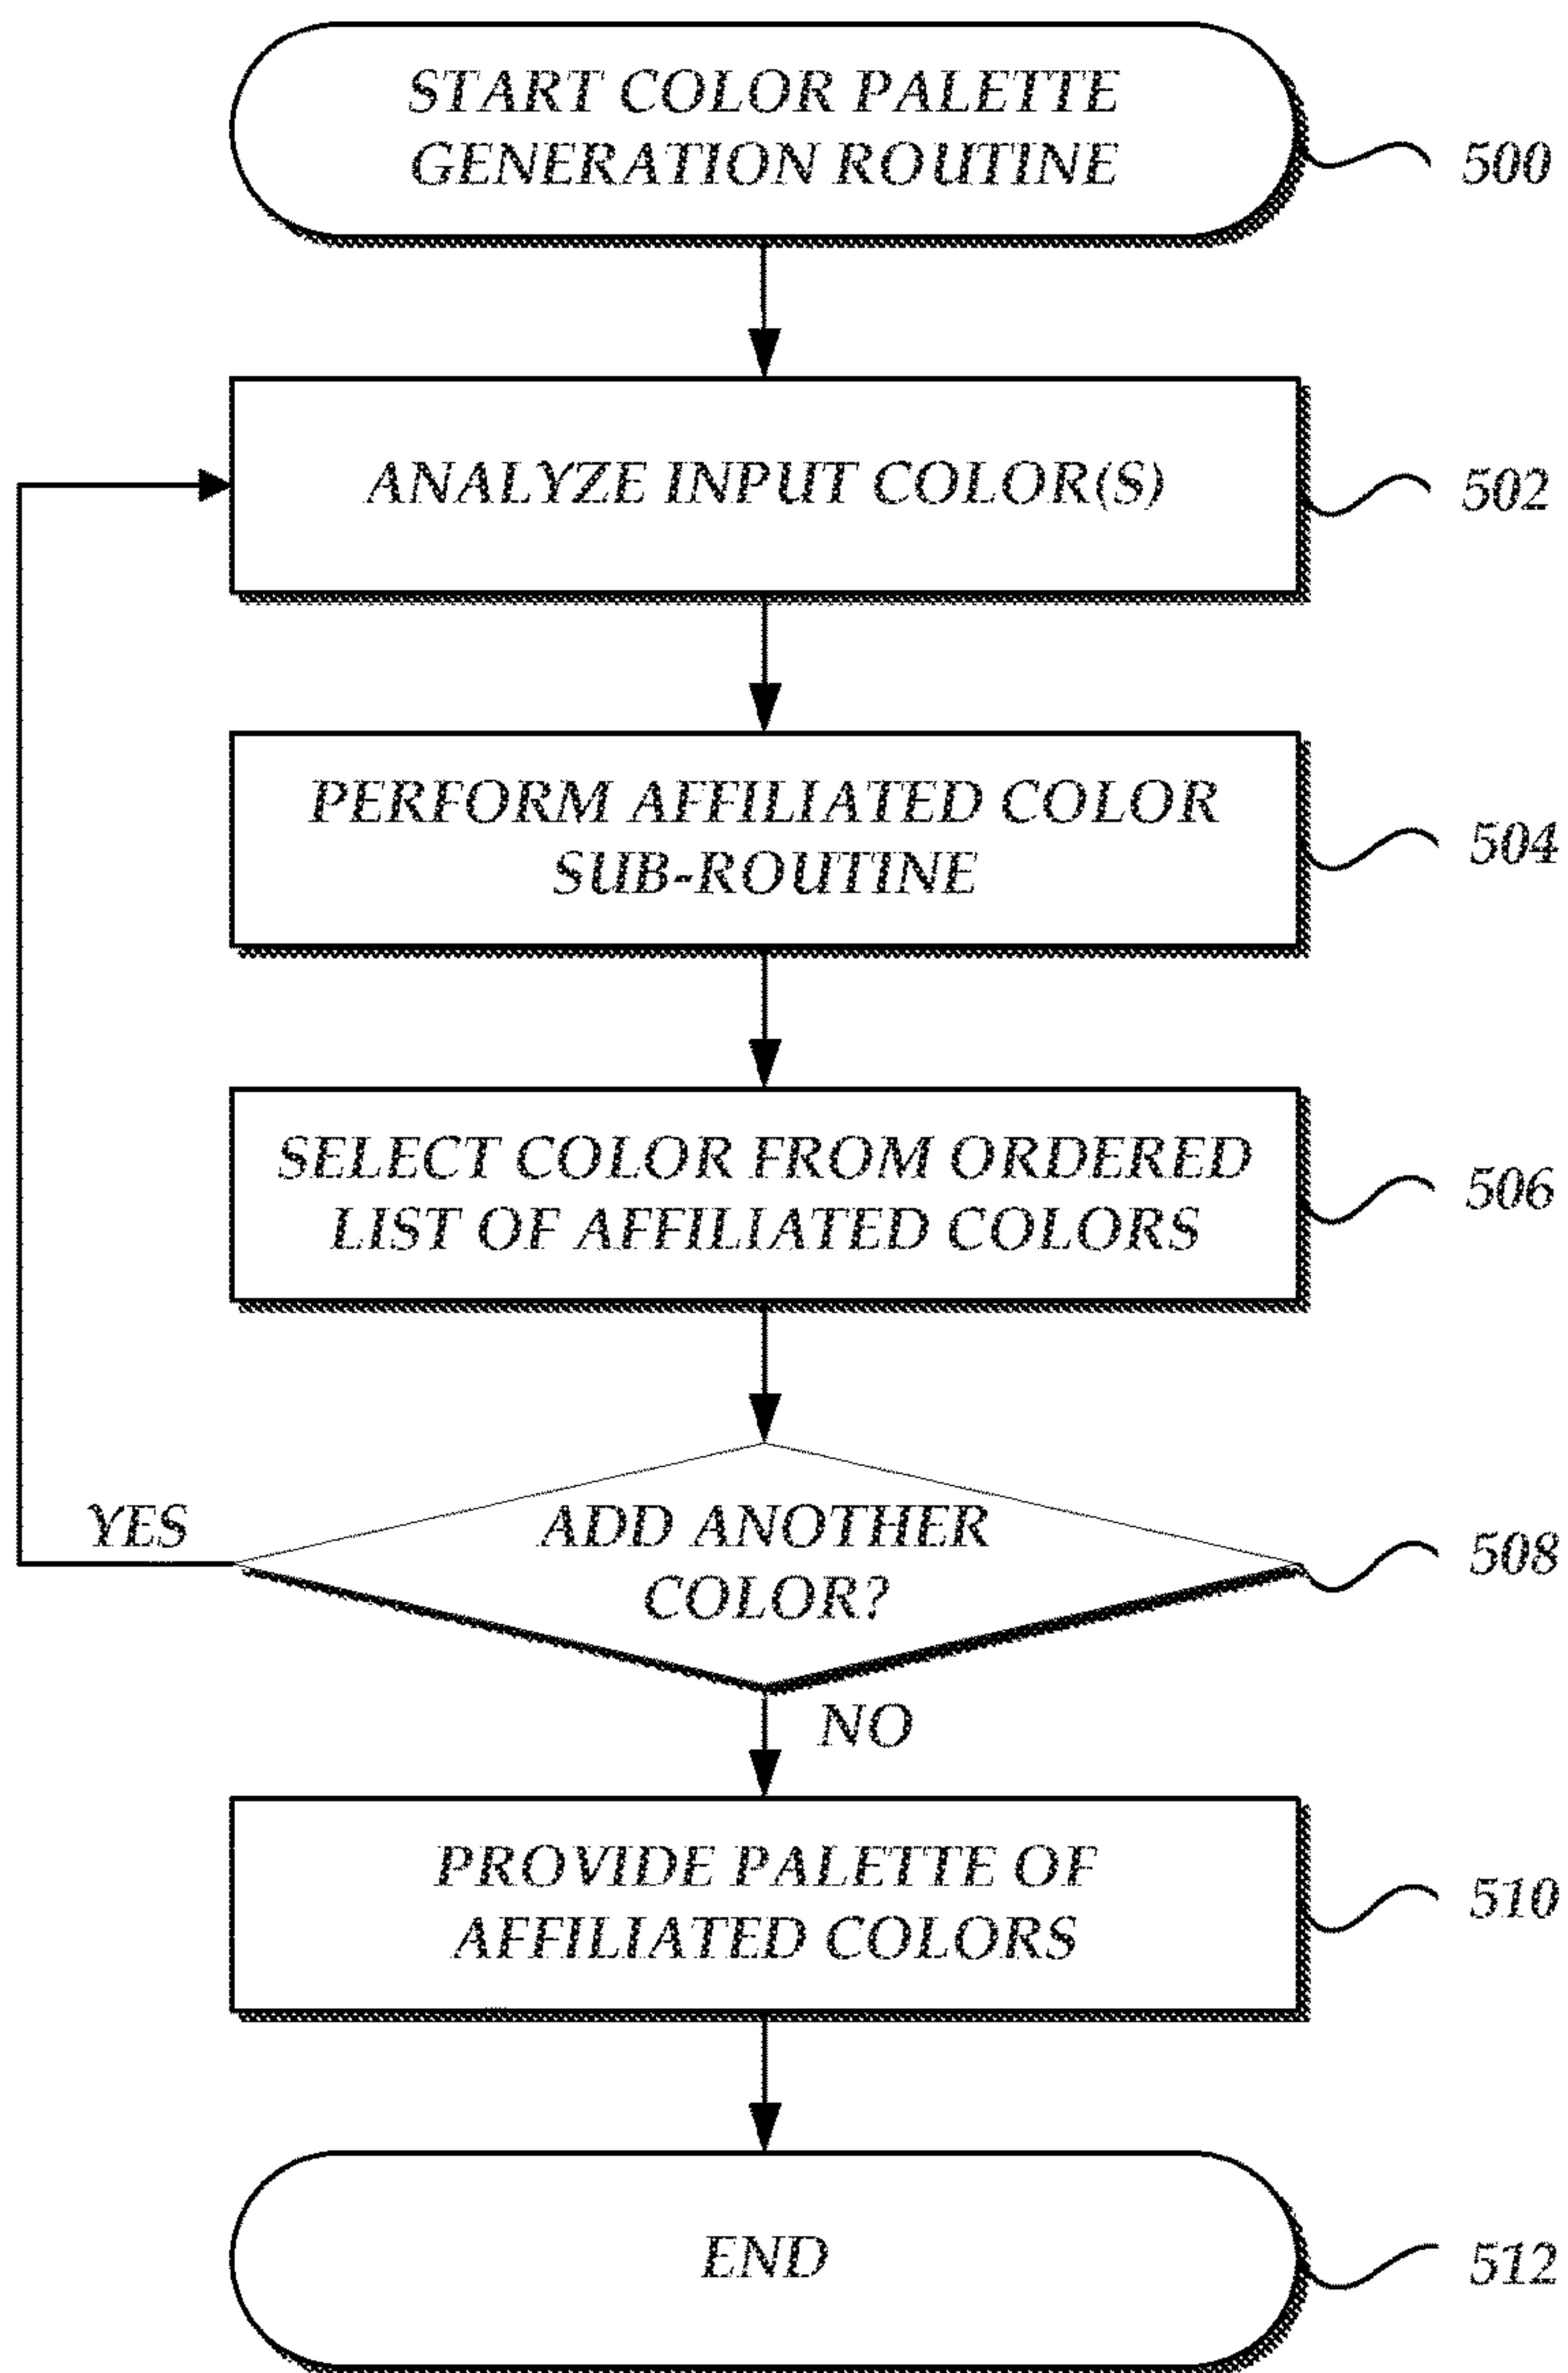 START COLOR PALETTE
GENERATION ROUTINE
500
ANALYZE INPUT COLOR(S)
502
PERFORM AFFILIATED COLOR
SUB-ROUTINE
504
SELECT COLOR FROM ORDERED
LIST OF AFFILIATED COLORS
506
YES
ADD ANOTHER
COLOR?
508
NO
PROVIDE PALETTE OF
AFFILIATED COLORS
510
END
512